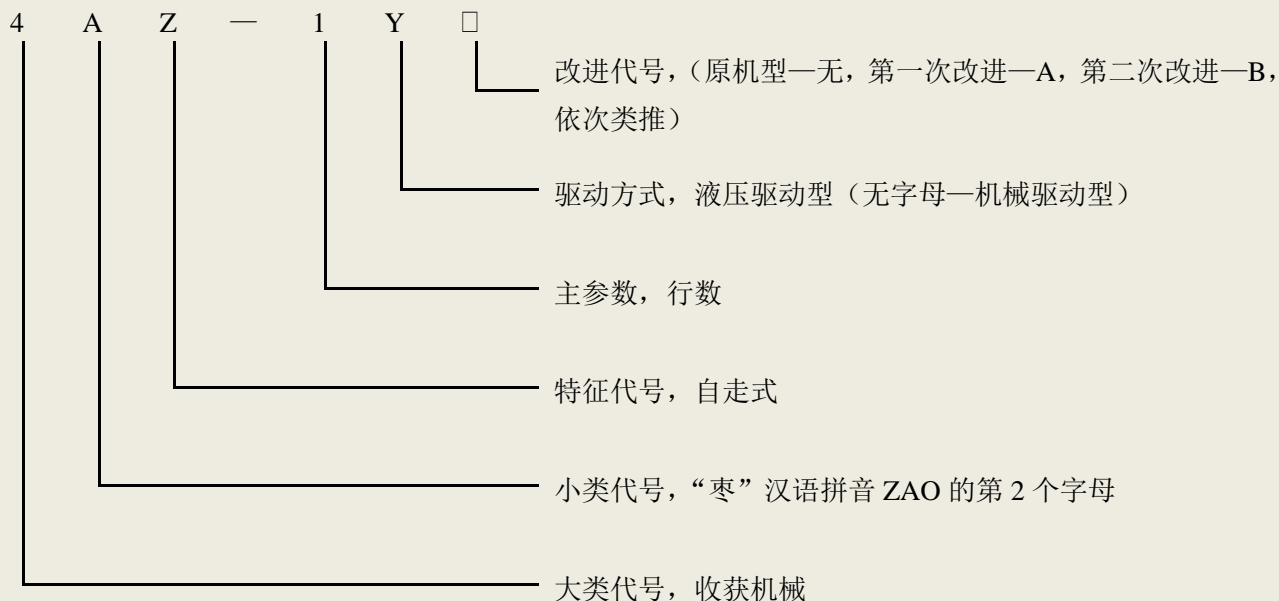 4 A Z — 1 Y □
改进代号，（原机型—无，第一次改进—A，第二次改进—B，
依次类推）
驱动方式，液压驱动型（无字母—机械驱动型）
主参数，行数
特征代号，自走式
小类代号，“枣”汉语拼音 ZAO 的第 2 个字母
大类代号，收获机械